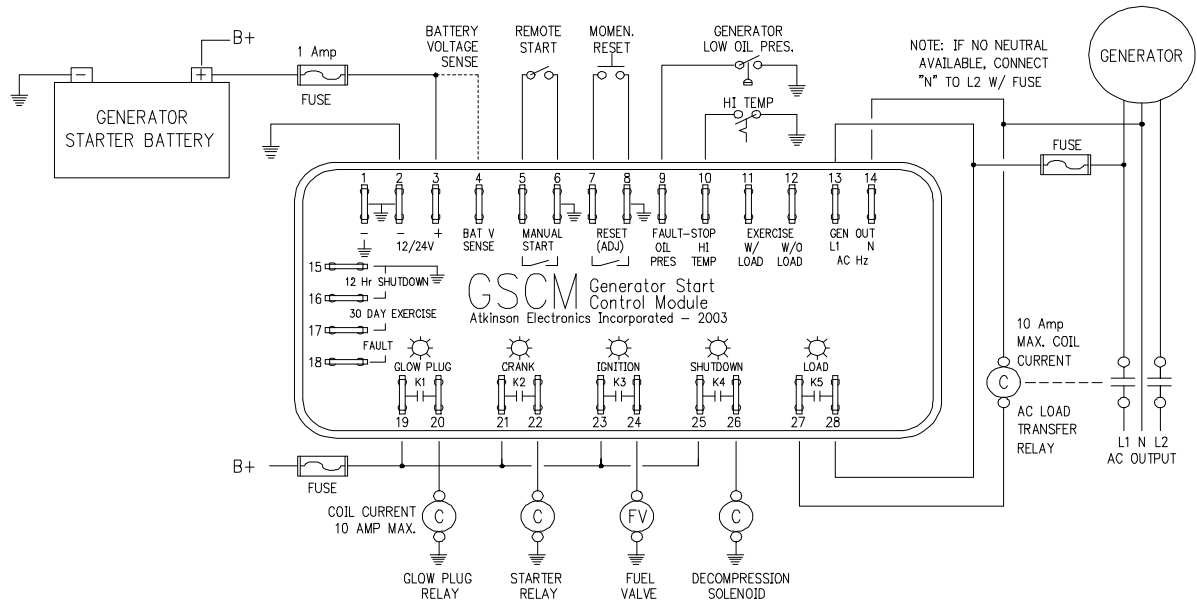 B+
1 Amp
FUSE
−
+
GENERATOR
STARTER BATTERY
BATTERY
VOLTAGE
SENSE
REMOTE
START
MOMEN.
RESET
GENERATOR
LOW OIL PRES.
HI TEMP
NOTE: IF NO NEUTRAL
AVAILABLE, CONNECT
"N" TO L2 W/ FUSE
GENERATOR
FUSE
1 2 3 4 5 6 7 8 9 10 11 12 13 14
− − +
12/24V
BAT V
SENSE
MANUAL
START
RESET
(ADJ)
FAULT-STOP
OIL
PRES
HI
TEMP
EXERCISE
W/
LOAD
W/O
LOAD
GEN OUT
L1 N
AC Hz
15
12 Hr SHUTDOWN
16
30 DAY EXERCISE
17
FAULT
18
GSCM
Generator Start
Control Module
Atkinson Electronics Incorporated - 2003
GLOW PLUG
K1
CRANK
K2
IGNITION
K3
SHUTDOWN
K4
LOAD
K5
19 20 21 22 23 24 25 26 27 28
10 Amp
MAX. COIL
CURRENT
C
AC LOAD
TRANSFER
RELAY
L1 N L2
AC OUTPUT
B+
FUSE
COIL CURRENT
10 AMP MAX.
C
C
FV
C
GLOW PLUG
RELAY
STARTER
RELAY
FUEL
VALVE
DECOMPRESSION
SOLENOID